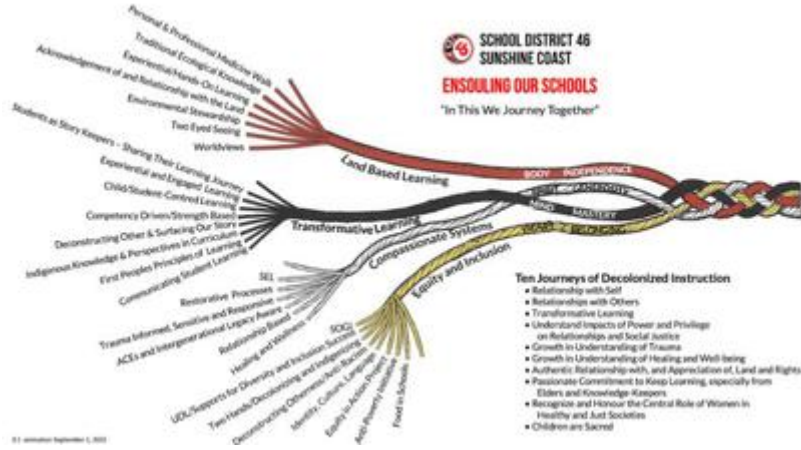 SCHOOL DISTRICT 46
SUNSHINE COAST
ENSOULING OUR SCHOOLS
"In This We Journey Together"
Personal & Professional Medicine Walk
Traditional Ecological Knowledge
Experiential/Hands-On Learning
Acknowledgement of and Relationship with the Land
Environmental Stewardship
Two Eyed Seeing
Worldviews
Land Based Learning
BODY INDEPENDENCE
Students as Story Keepers - Sharing Their Learning Journey
Experiential and Engaged Learning
Child/Student-Centred Learning
Competency Driven/Strength Based
Deconstructing Other & Surfacing Our Story
Indigenous Knowledge & Perspectives in Curriculum
First Peoples Principles of Learning
Communicating Student Learning
Transformative Learning
MIND MASTERY
SEL
Restorative Processes
Trauma Informed, Sensitive and Responsive
ACEs and Intergenerational Legacy Aware
Relationship Based
Healing and Wellness
Compassionate Systems
SPIRIT GENEROSITY
SOGI
UDL/Supports for Diversity and Inclusion Success
Two Hands/Decolonizing and Indigenizing
Deconstructing Otherness/Anti-Racism
Identity, Culture, Language
Equity in Action Project
Anti-Poverty Initiative
Food in Schools
Equity and Inclusion
BELONGING
Ten Journeys of Decolonized Instruction
• Relationship with Self
• Relationships with Others
• Transformative Learning
• Understand Impacts of Power and Privilege
on Relationships and Social Justice
• Growth in Understanding of Trauma
• Growth in Understanding of Healing and Well-being
• Authentic Relationship with, and Appreciation of, Land and Rights
• Passionate Commitment to Keep Learning, especially from
Elders and Knowledge-Keepers
• Recognize and Honour the Central Role of Women in
Healthy and Just Societies
• Children are Sacred